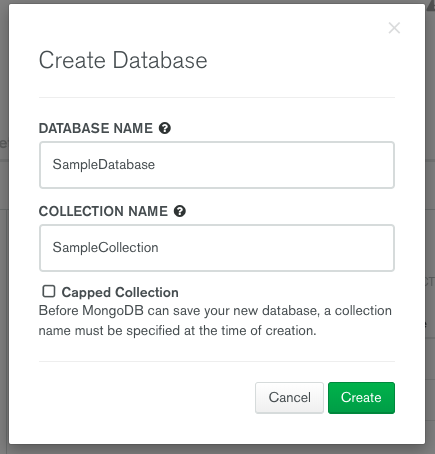 Create Database
DATABASE NAME
SampleDatabase
COLLECTION NAME
SampleCollection
Capped Collection
Before MongoDB can save your new database, a collection
name must be specified at the time of creation.
Cancel
Create